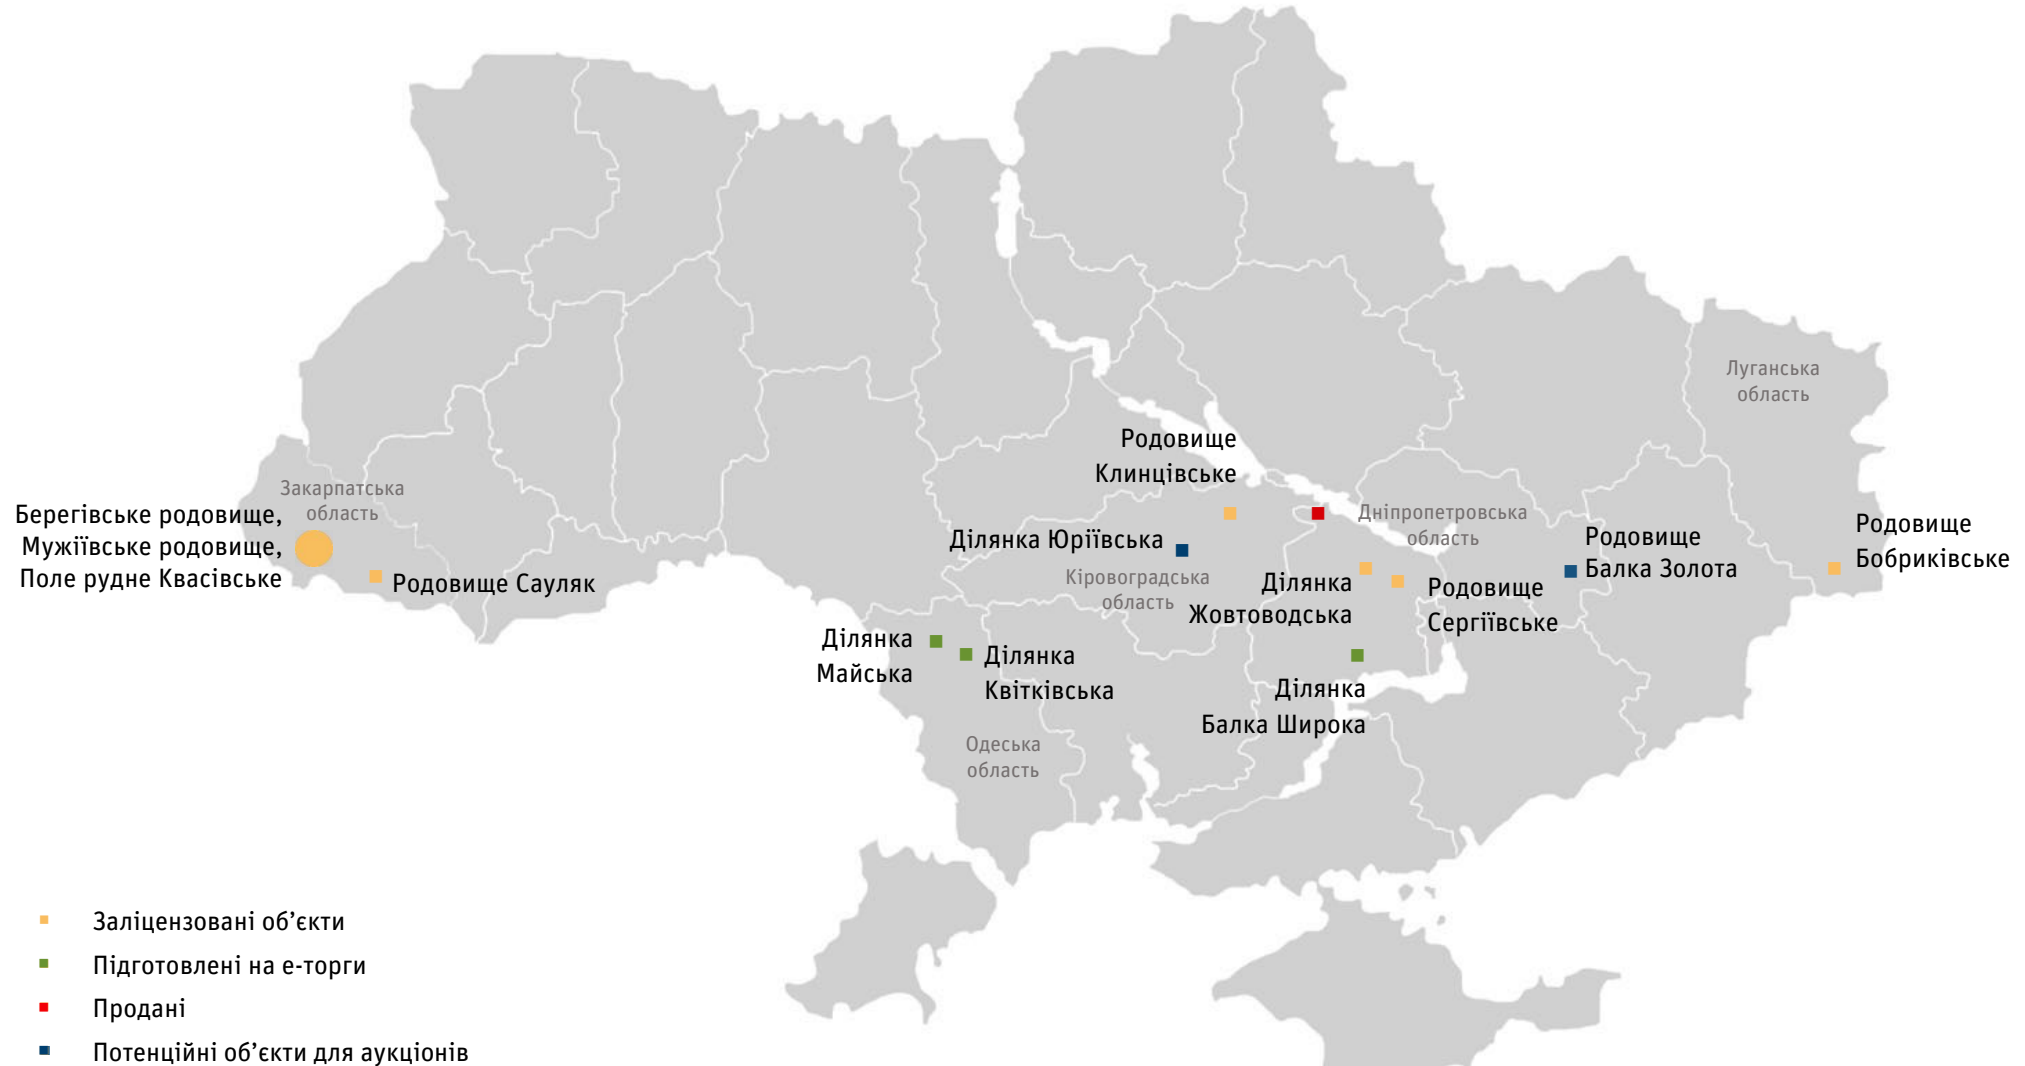 Луганська
область
Родовище
Клинцівське
Закарпатська
область
Берегівське родовище,
Мужіївське родовище,
Поле рудне Квасівське
Родовище Сауляк
Дніпропетровська
область
Ділянка Юріївська
Кіровоградська
область
Ділянка
Жовтоводська
Родовище
Сергіївське
Родовище
Балка Золота
Родовище
Бобриківське
Ділянка
Майська
Ділянка
Квітківська
Ділянка
Балка Широка
Одеська
область
Заліцензовані об’єкти
Підготовлені на е-торги
Продані
Потенційні об’єкти для аукціонів